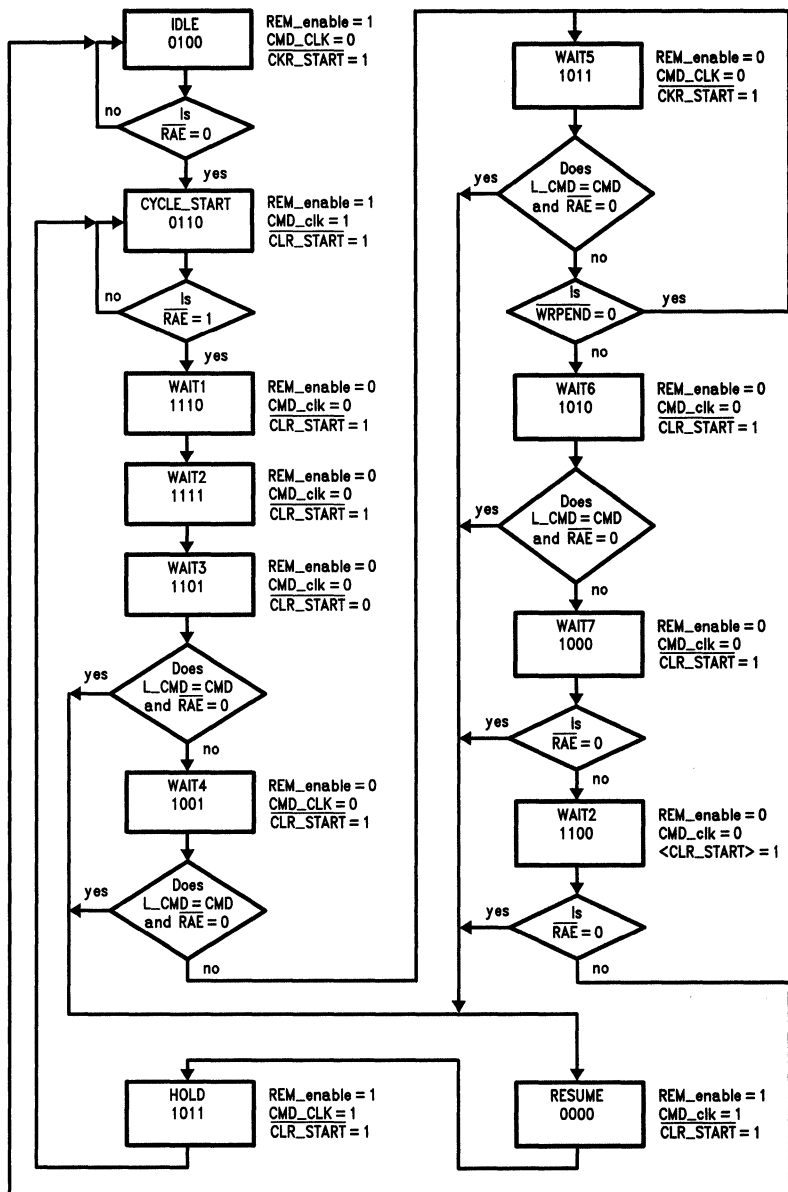 IDLE
0100
REM_enable = 1
CMD_CLK = 0
CKR_START = 1
no
Is
RAE = 0
yes
CYCLE_START
0110
REM_enable = 1
CMD_clk = 1
CLR_START = 1
no
Is
RAE = 1
yes
WAIT1
1110
REM_enable = 0
CMD_clk = 0
CLR_START = 1
WAIT2
1111
REM_enable = 0
CMD_clk = 0
CLR_START = 1
WAIT3
1101
REM_enable = 0
CMD_clk = 0
CLR_START = 0
yes
Does
L_CMD = CMD
and RAE = 0
no
WAIT4
1001
REM_enable = 0
CMD_CLK = 0
CLR_START = 1
yes
Does
L_CMD = CMD
and RAE = 0
no
WAIT5
1011
REM_enable = 0
CMD_CLK = 0
CKR_START = 1
yes
Does
L_CMD = CMD
and RAE = 0
no
Is
WRPEND = 0
yes
no
WAIT6
1010
REM_enable = 0
CMD_clk = 0
CLR_START = 1
yes
Does
L_CMD = CMD
and RAE = 0
no
WAIT7
1000
REM_enable = 0
CMD_clk = 0
CLR_START = 1
yes
Is
RAE = 0
no
WAIT2
1100
REM_enable = 0
CMD_clk = 0
<CLR_START> = 1
yes
Is
RAE = 0
no
HOLD
1011
REM_enable = 1
CMD_CLK = 1
CLR_START = 1
RESUME
0000
REM_enable = 1
CMD_clk = 1
CLR_START = 1